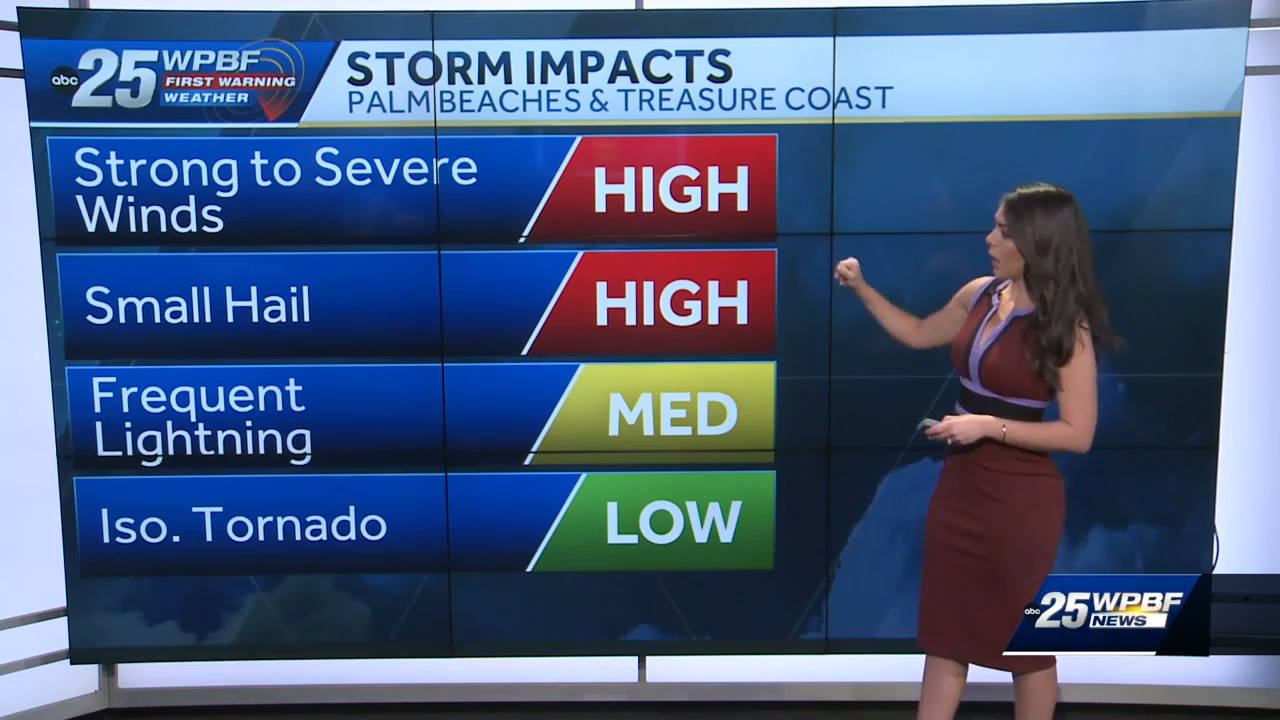 abc 25 WPBF
FIRST WARNING
WEATHER
STORM IMPACTS
PALM BEACHES & TREASURE COAST
Strong to Severe
Winds
HIGH
Small Hail
HIGH
Frequent
Lightning
MED
Iso. Tornado
LOW
abc 25 WPBF
NEWS